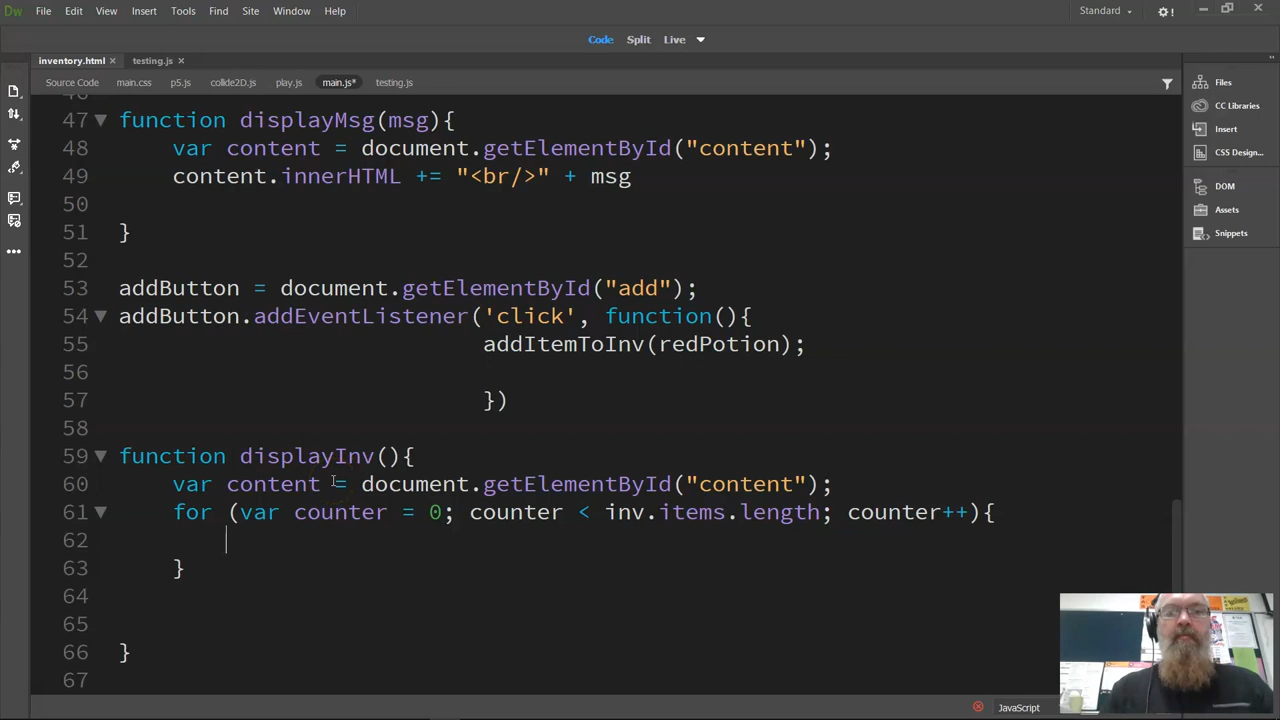 Dw File Edit View Insert Tools Find Site Window Help Standard
Code Split Live
inventory.html testing.js
Source Code main.css p5.js collide2D.js play.js main.js* testing.js
47 function displayMsg(msg){
48 var content = document.getElementById("content");
49 content.innerHTML += "<br/>" + msg
50
51 }
52
53 addButton = document.getElementById("add");
54 addButton.addEventListener('click', function(){
55 addItemToInv(redPotion);
56
57 })
58
59 function displayInv(){
60 var content = document.getElementById("content");
61 for (var counter = 0; counter < inv.items.length; counter++){
62
63 }
64
65
66 }
67
Files
CC Libraries
Insert
CSS Design...
DOM
Assets
Snippets
JavaScript